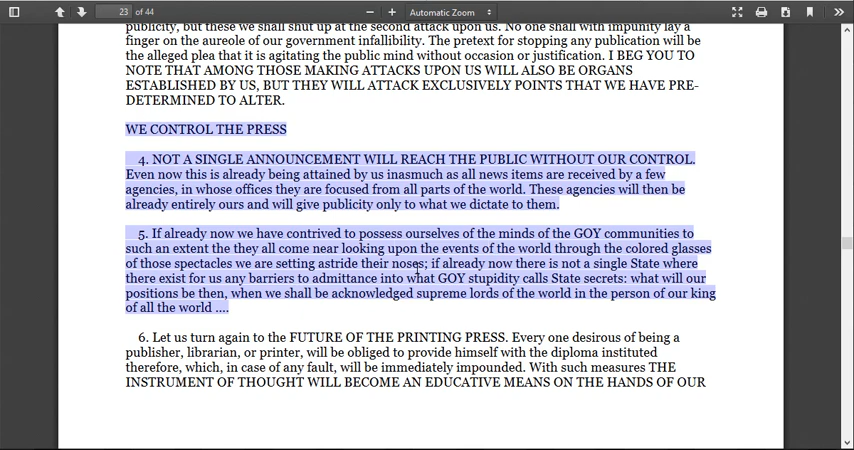 23 of 44
Automatic Zoom
publicity, but these we shall shut up at the second attack upon us. No one shall with impunity lay a
finger on the aureole of our government infallibility. The pretext for stopping any publication will be
the alleged plea that it is agitating the public mind without occasion or justification. I BEG YOU TO
NOTE THAT AMONG THOSE MAKING ATTACKS UPON US WILL ALSO BE ORGANS
ESTABLISHED BY US, BUT THEY WILL ATTACK EXCLUSIVELY POINTS THAT WE HAVE PRE-
DETERMINED TO ALTER.
WE CONTROL THE PRESS
4. NOT A SINGLE ANNOUNCEMENT WILL REACH THE PUBLIC WITHOUT OUR CONTROL.
Even now this is already being attained by us inasmuch as all news items are received by a few
agencies, in whose offices they are focused from all parts of the world. These agencies will then be
already entirely ours and will give publicity only to what we dictate to them.
5. If already now we have contrived to possess ourselves of the minds of the GOY communities to
such an extent the they all come near looking upon the events of the world through the colored glasses
of those spectacles we are setting astride their noses; if already now there is not a single State where
there exist for us any barriers to admittance into what GOY stupidity calls State secrets: what will our
positions be then, when we shall be acknowledged supreme lords of the world in the person of our king
of all the world ....
6. Let us turn again to the FUTURE OF THE PRINTING PRESS. Every one desirous of being a
publisher, librarian, or printer, will be obliged to provide himself with the diploma instituted
therefore, which, in case of any fault, will be immediately impounded. With such measures THE
INSTRUMENT OF THOUGHT WILL BECOME AN EDUCATIVE MEANS ON THE HANDS OF OUR